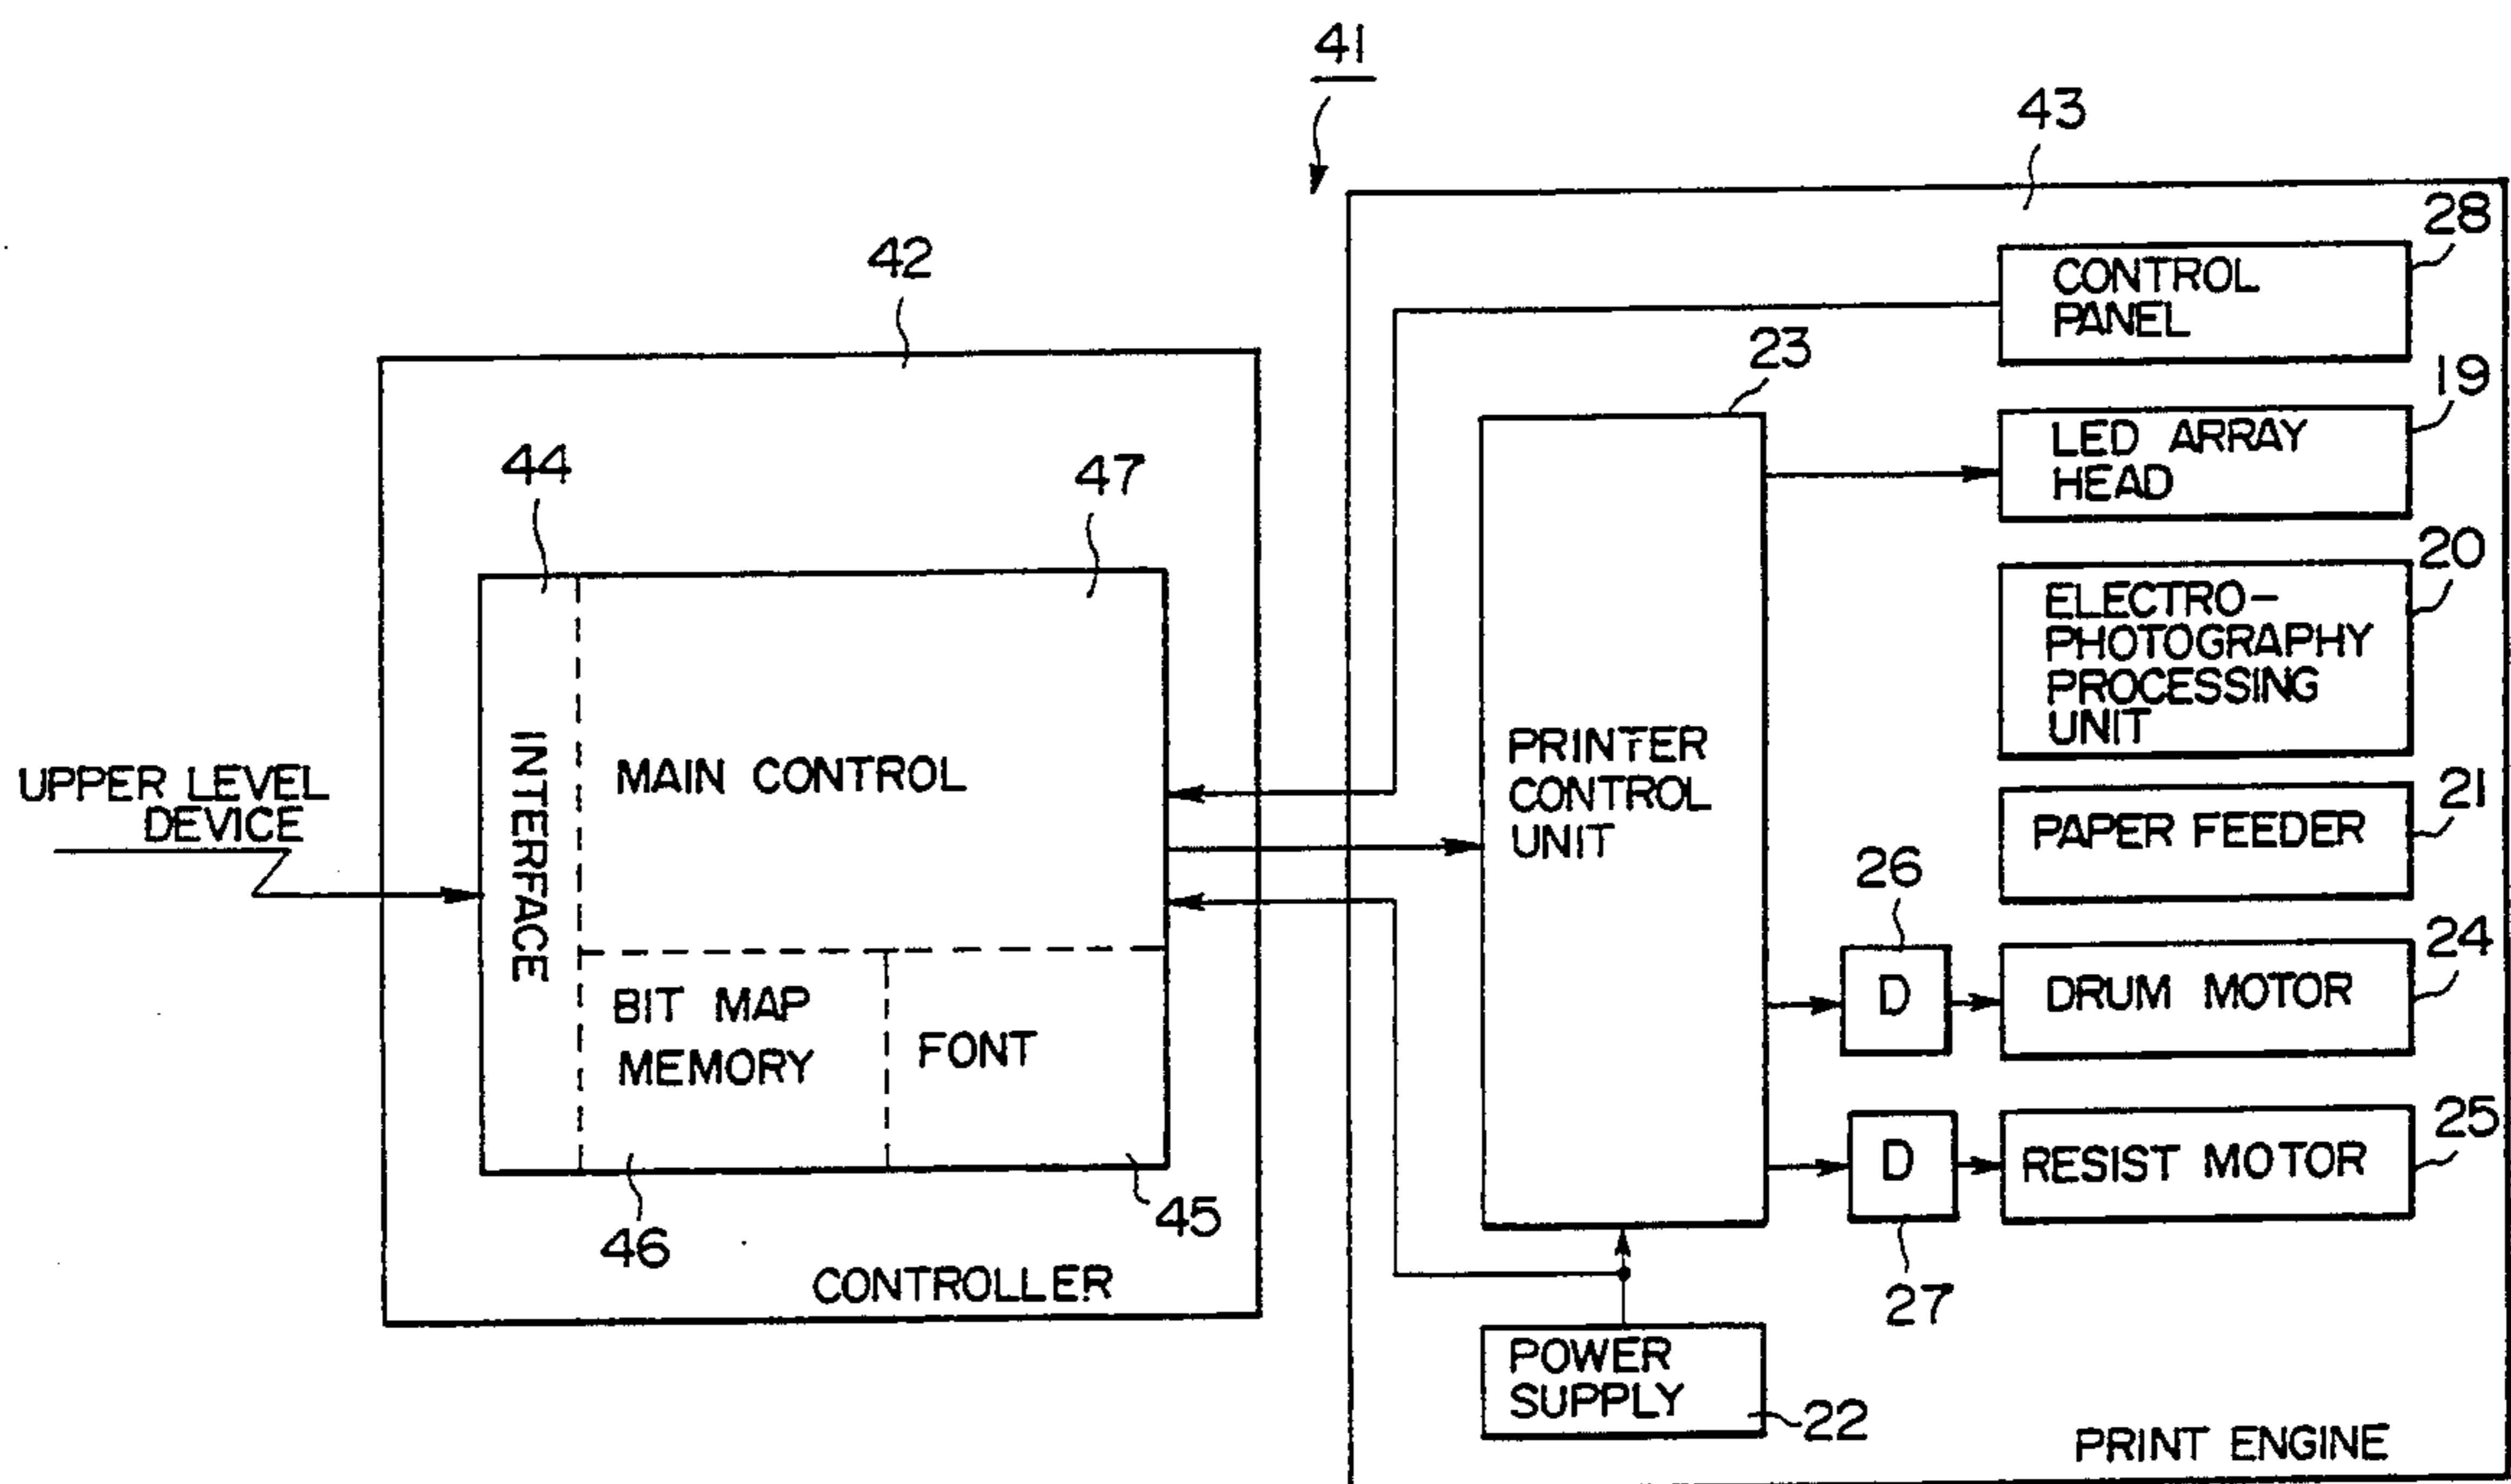 41
43
42
28
CONTROL
PANEL
23
19
LED ARRAY
HEAD
44
47
20
ELECTRO-
PHOTOGRAPHY
PROCESSING
UNIT
INTERFACE
MAIN CONTROL
PRINTER
CONTROL
UNIT
UPPER LEVEL
DEVICE
21
PAPER FEEDER
26
24
D
DRUM MOTOR
BIT MAP
MEMORY
FONT
25
D
RESIST MOTOR
46
45
27
CONTROLLER
POWER
SUPPLY
22
PRINT ENGINE